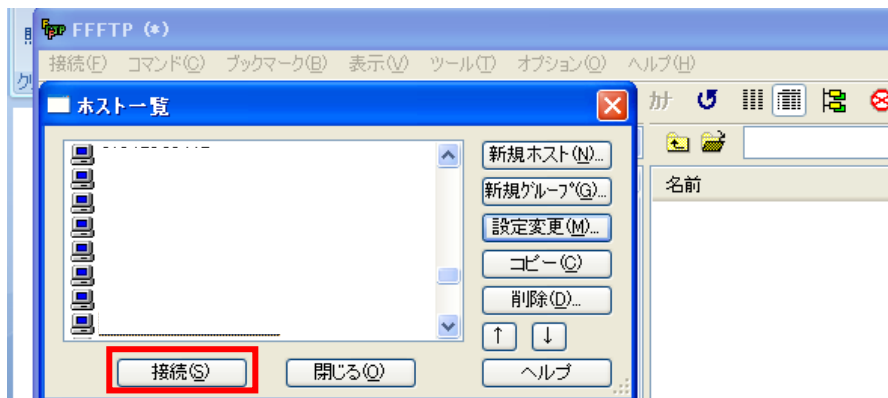 FFFTP (*)
接続(F) コマンド(C) ブックマーク(B) 表示(V) ツール(T) オプション(O) ヘルプ(H)
ホスト一覧
カナ
新規ホスト(N)...
新規グループ(G)...
名前
設定変更(M)...
コピー(C)
削除(D)...
↑ ↓
接続(S) 閉じる(O) ヘルプ